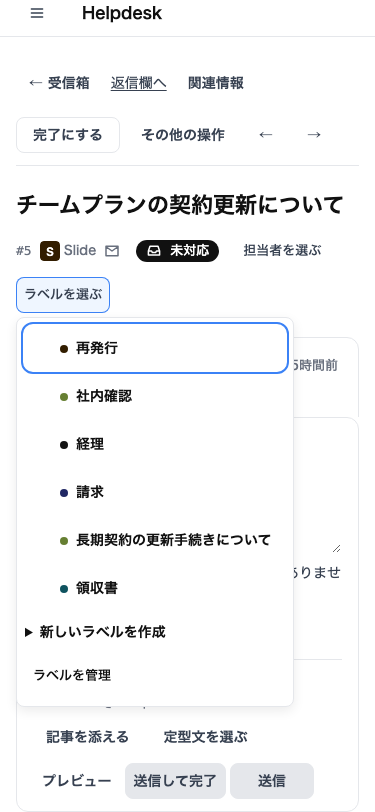 Helpdesk
← 受信箱 返信欄へ 関連情報
完了にする その他の操作 ← →
チームプランの契約更新について
#5 S Slide 未対応 担当者を選ぶ
ラベルを選ぶ
5時間前
再発行
社内確認
経理
請求
長期契約の更新手続きについて
ありませ
領収書
新しいラベルを作成
ラベルを管理
記事を添える 定型文を選ぶ
プレビュー 送信して完了 送信